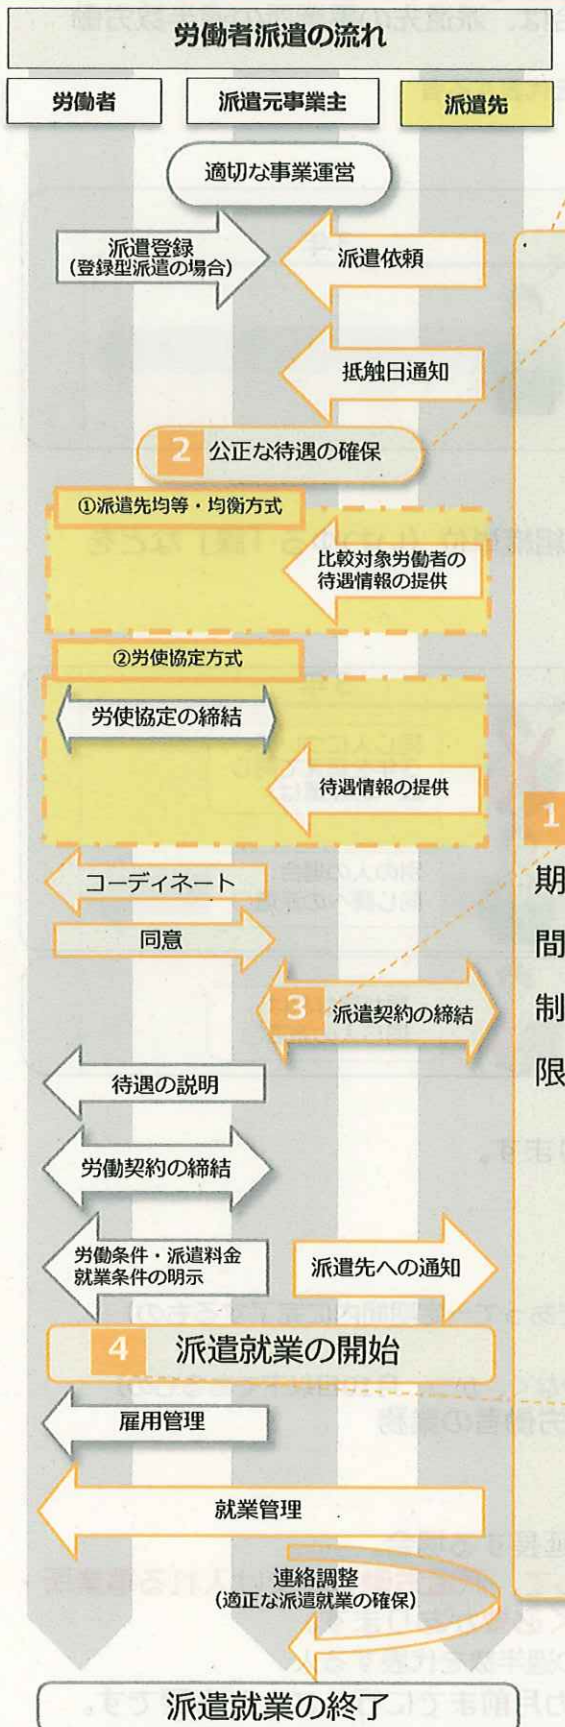 労働者派遣の流れ
労働者
派遣元事業主
派遣先
適切な事業運営
派遣登録
(登録型派遣の場合)
派遣依頼
抵触日通知
2 公正な待遇の確保
①派遣先均等・均衡方式
比較対象労働者の
待遇情報の提供
②労使協定方式
労使協定の締結
待遇情報の提供
コーディネート
同意
3 派遣契約の締結
待遇の説明
労働契約の締結
労働条件・派遣料金
就業条件の明示
派遣先への通知
4 派遣就業の開始
雇用管理
就業管理
連絡調整
(適正な派遣就業の確保)
派遣就業の終了
1
期
間
制
限